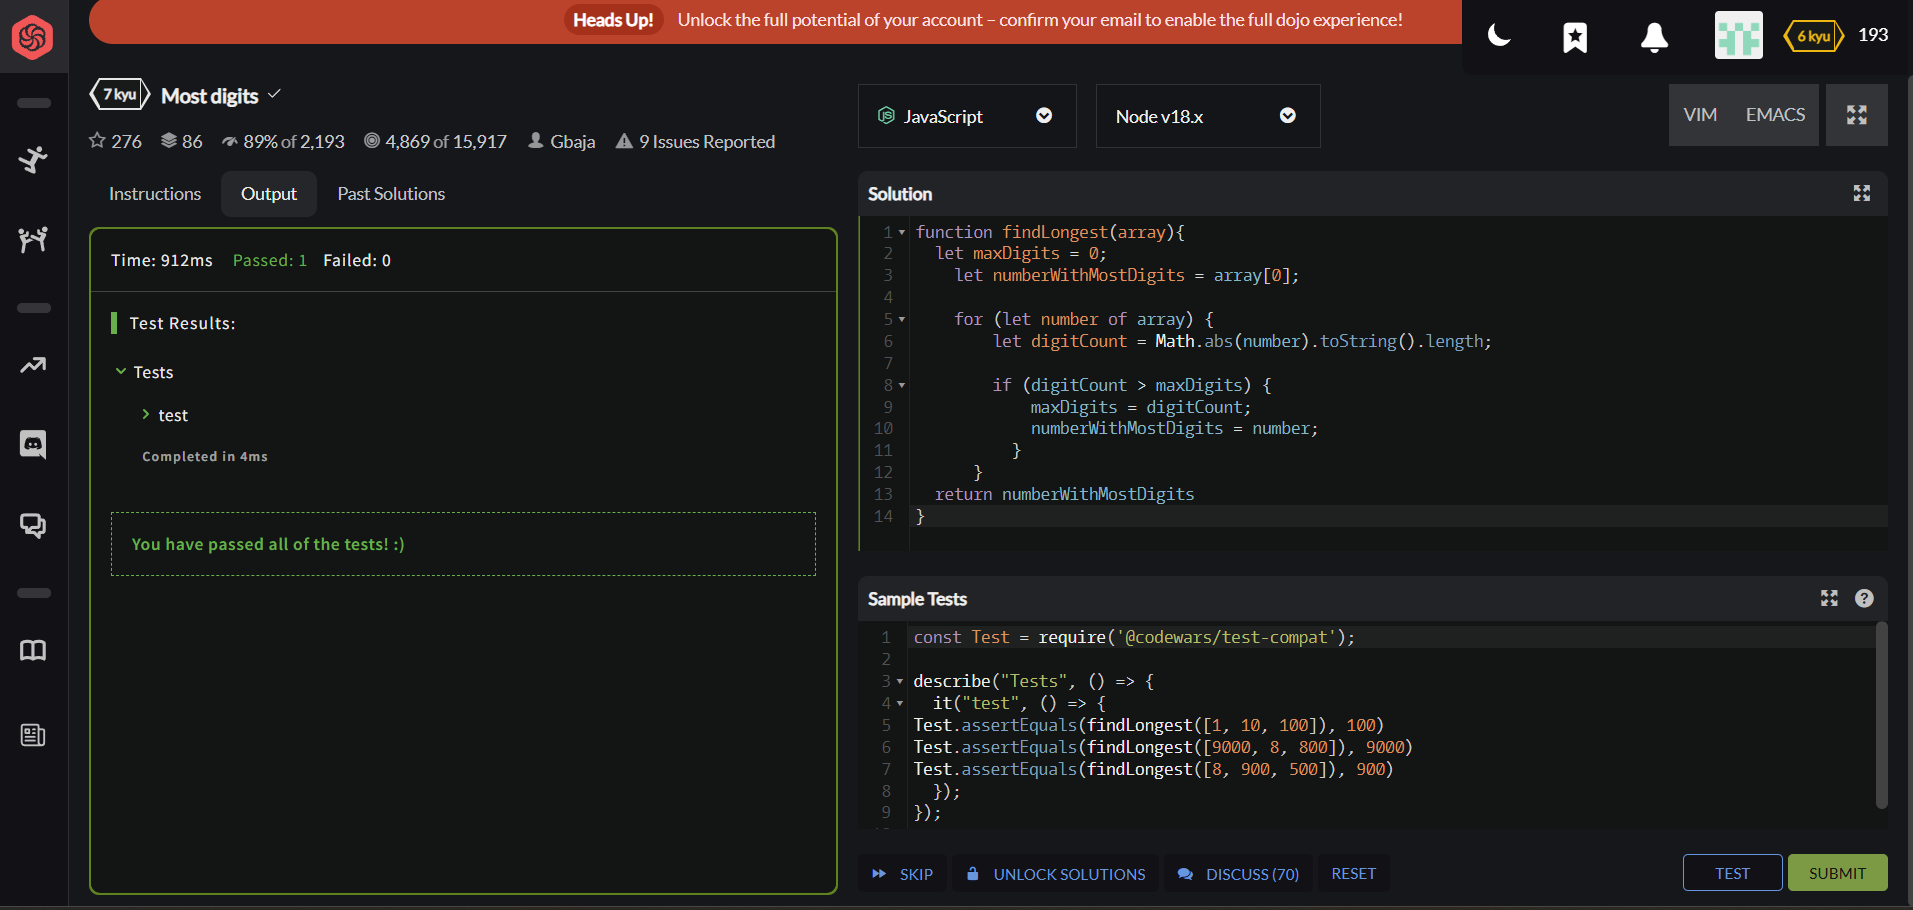 Heads Up! Unlock the full potential of your account – confirm your email to enable the full dojo experience!
6 kyu 193
7 kyu Most digits
276 86 89% of 2,193 4,869 of 15,917 Gbaja 9 Issues Reported
Instructions Output Past Solutions
Time: 912ms Passed: 1 Failed: 0
Test Results:
Tests
test
Completed in 4ms
You have passed all of the tests! :)
JavaScript Node v18.x VIM EMACS
Solution
1 function findLongest(array){
2 let maxDigits = 0;
3 let numberWithMostDigits = array[0];
4
5 for (let number of array) {
6 let digitCount = Math.abs(number).toString().length;
7
8 if (digitCount > maxDigits) {
9 maxDigits = digitCount;
10 numberWithMostDigits = number;
11 }
12 }
13 return numberWithMostDigits
14 }
Sample Tests
1 const Test = require('@codewars/test-compat');
2
3 describe("Tests", () => {
4 it("test", () => {
5 Test.assertEquals(findLongest([1, 10, 100]), 100)
6 Test.assertEquals(findLongest([9000, 8, 800]), 9000)
7 Test.assertEquals(findLongest([8, 900, 500]), 900)
8 });
9 });
SKIP UNLOCK SOLUTIONS DISCUSS (70) RESET TEST SUBMIT